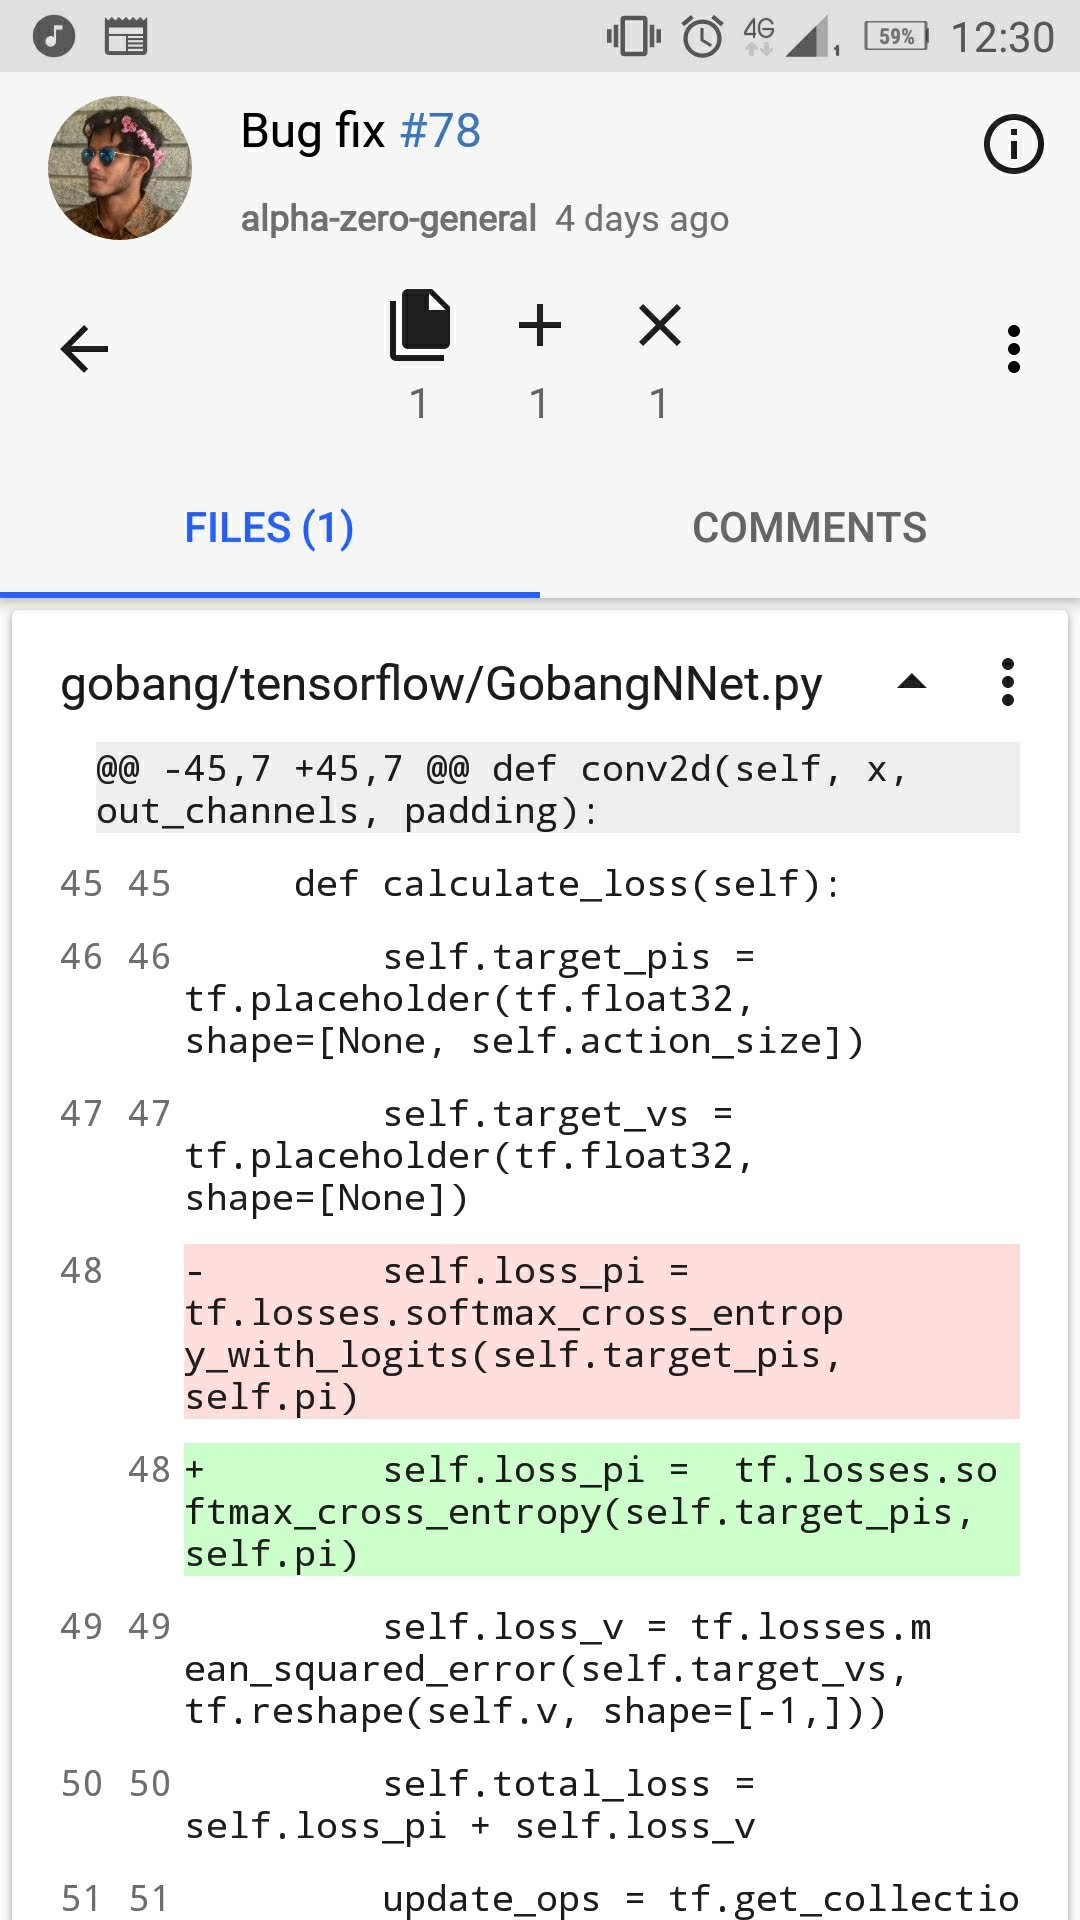 4G
59%
12:30
Bug fix #78
alpha-zero-general 4 days ago
1 1 1
FILES (1) COMMENTS
gobang/tensorflow/GobangNNet.py
@@ -45,7 +45,7 @@ def conv2d(self, x,
out_channels, padding):
45 45 def calculate_loss(self):
46 46 self.target_pis =
tf.placeholder(tf.float32,
shape=[None, self.action_size])
47 47 self.target_vs =
tf.placeholder(tf.float32,
shape=[None])
48 - self.loss_pi =
tf.losses.softmax_cross_entrop
y_with_logits(self.target_pis,
self.pi)
48 + self.loss_pi = tf.losses.so
ftmax_cross_entropy(self.target_pis,
self.pi)
49 49 self.loss_v = tf.losses.m
ean_squared_error(self.target_vs,
tf.reshape(self.v, shape=[-1,]))
50 50 self.total_loss =
self.loss_pi + self.loss_v
51 51 update_ops = tf.get_collectio